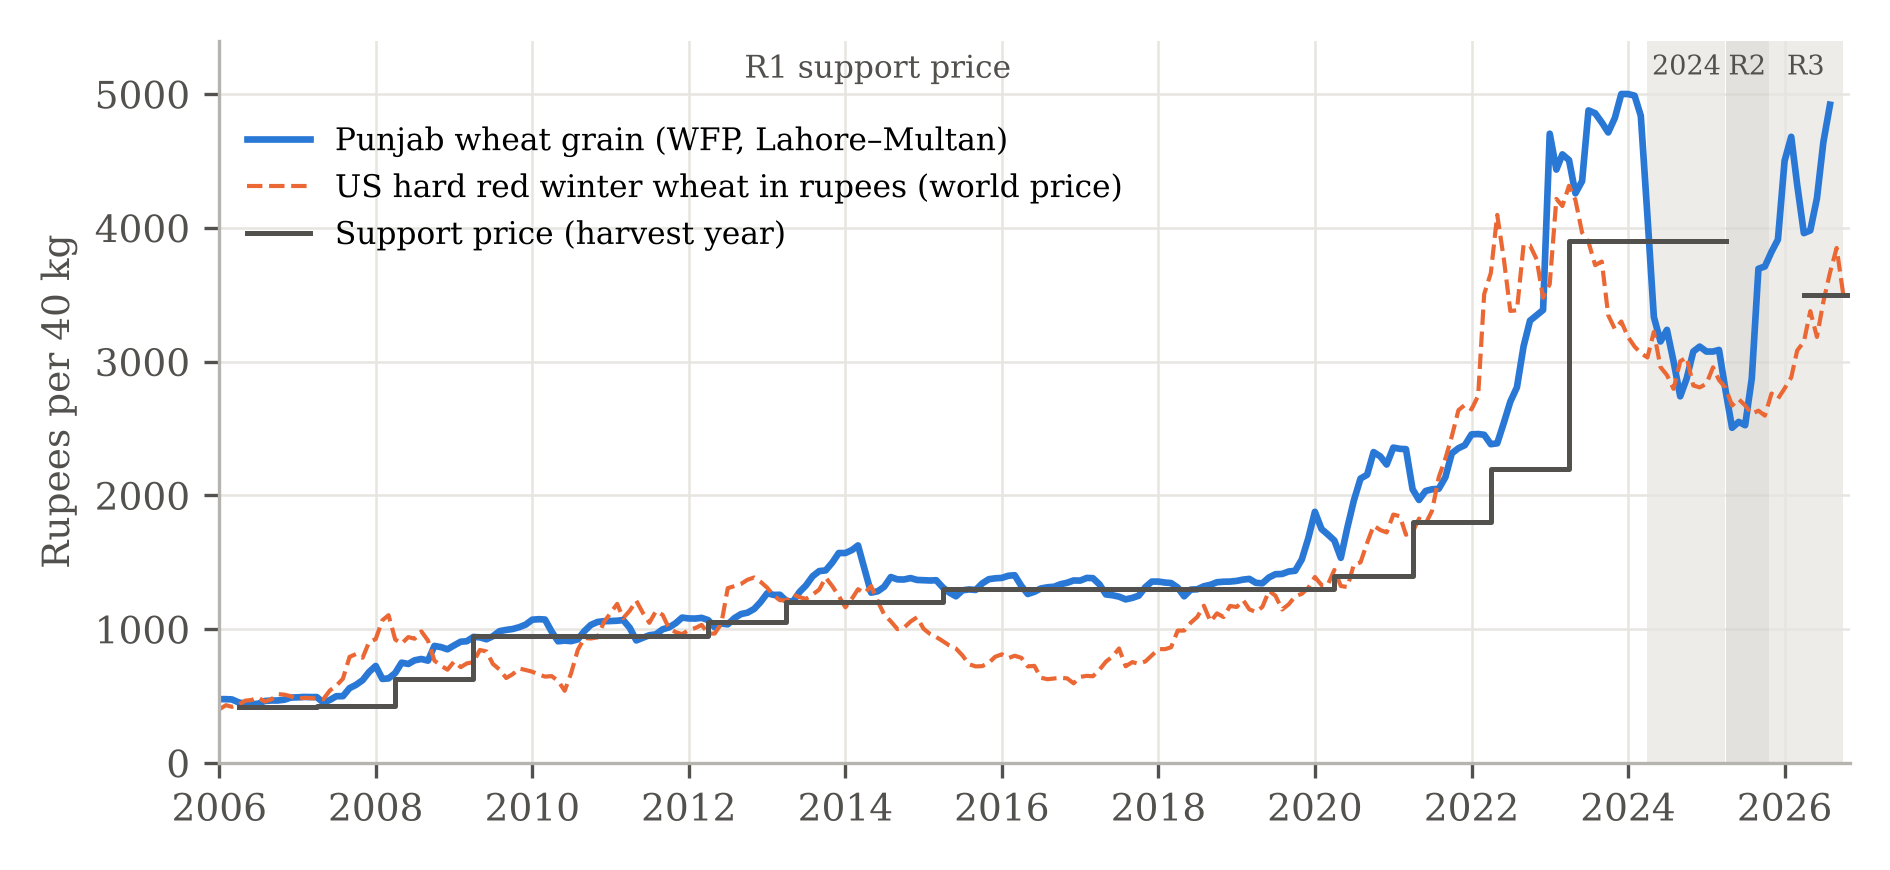 R1 support price
2024 R2 R3
Punjab wheat grain (WFP, Lahore–Multan)
US hard red winter wheat in rupees (world price)
Support price (harvest year)
Rupees per 40 kg
5000
4000
3000
2000
1000
0
2006 2008 2010 2012 2014 2016 2018 2020 2022 2024 2026